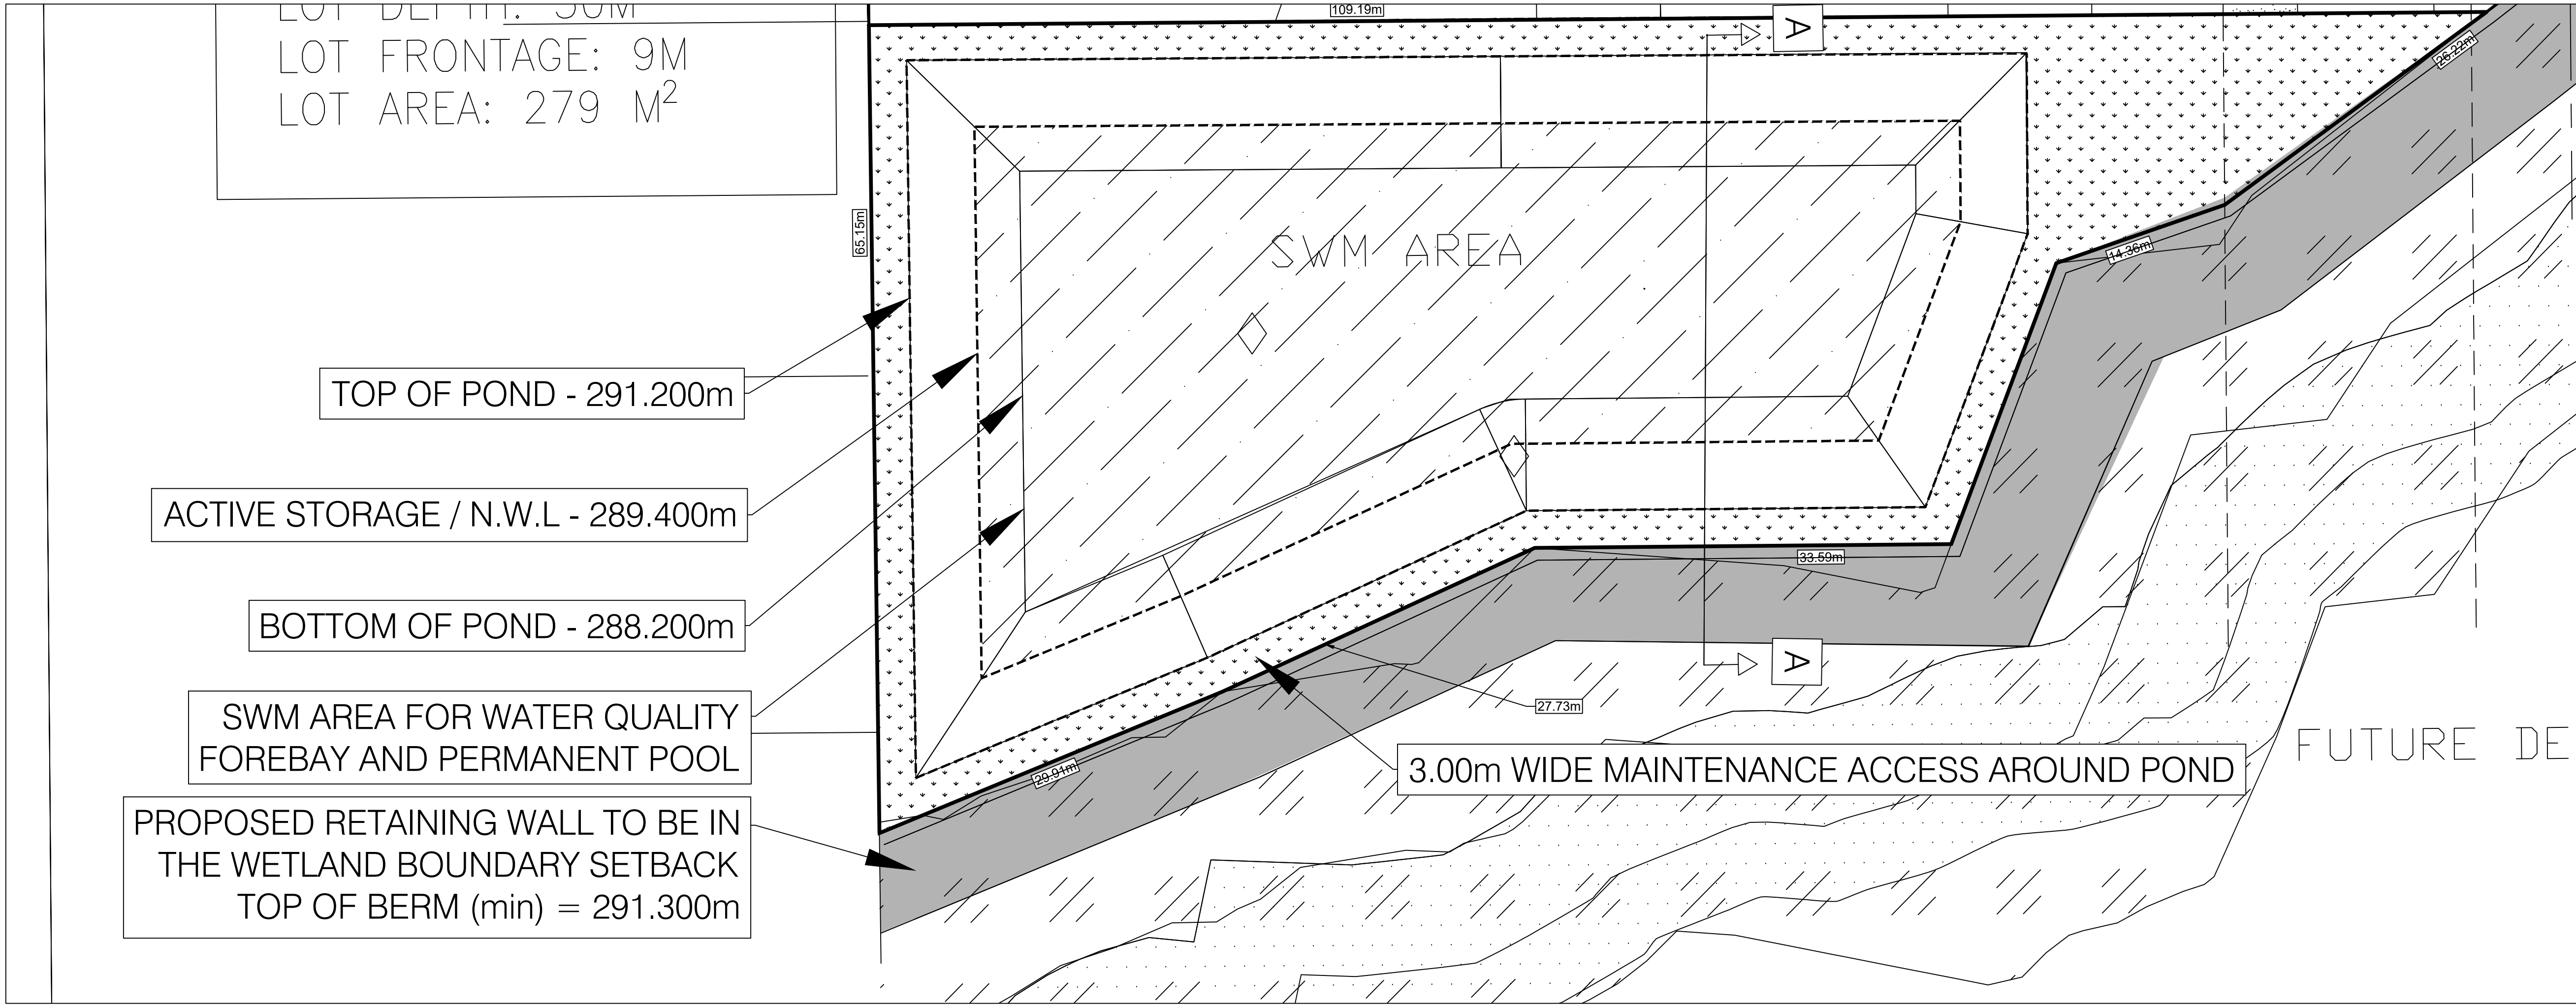 LOT DEPTH: 30M
LOT FRONTAGE: 9M
LOT AREA: 279 M²
109.19m
A
26.22m
65.15m
SWM AREA
14.36m
TOP OF POND - 291.200m
ACTIVE STORAGE / N.W.L - 289.400m
33.59m
BOTTOM OF POND - 288.200m
A
27.73m
SWM AREA FOR WATER QUALITY
FOREBAY AND PERMANENT POOL
29.91m
3.00m WIDE MAINTENANCE ACCESS AROUND POND
FUTURE DE
PROPOSED RETAINING WALL TO BE IN
THE WETLAND BOUNDARY SETBACK
TOP OF BERM (min) = 291.300m